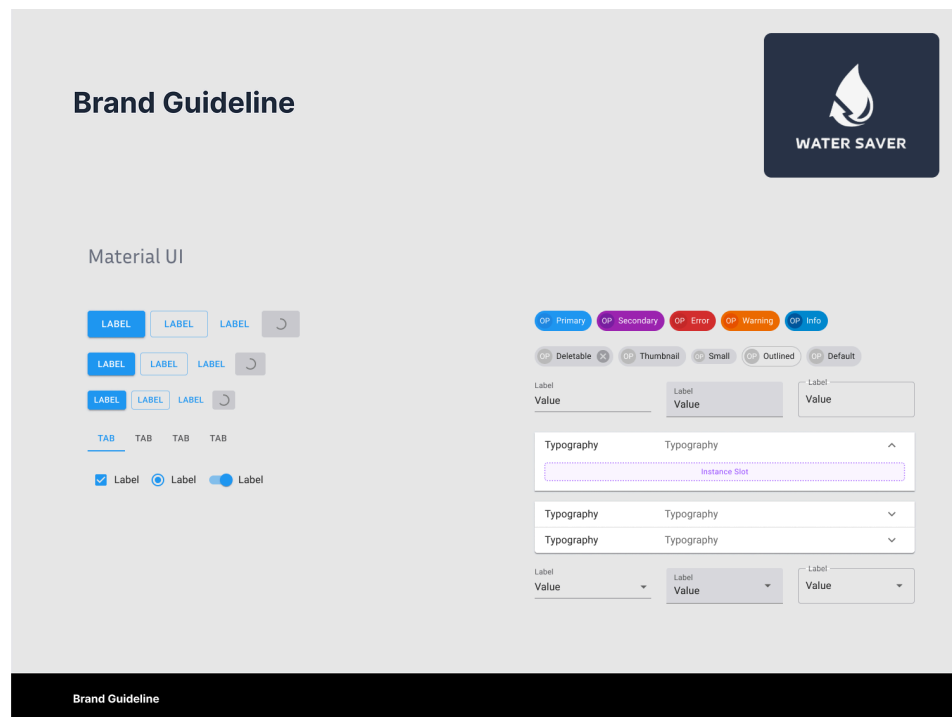 Brand Guideline
WATER SAVER
Material UI
LABEL LABEL LABEL
LABEL LABEL LABEL
LABEL LABEL LABEL
TAB TAB TAB TAB
Label Label Label
OP Primary OP Secondary OP Error OP Warning OP Info
OP Deletable OP Thumbnail OP Small OP Outlined OP Default
Label
Value
Label
Value
Label
Value
Typography Typography
Instance Slot
Typography Typography
Typography Typography
Label
Value
Label
Value
Label
Value
Brand Guideline